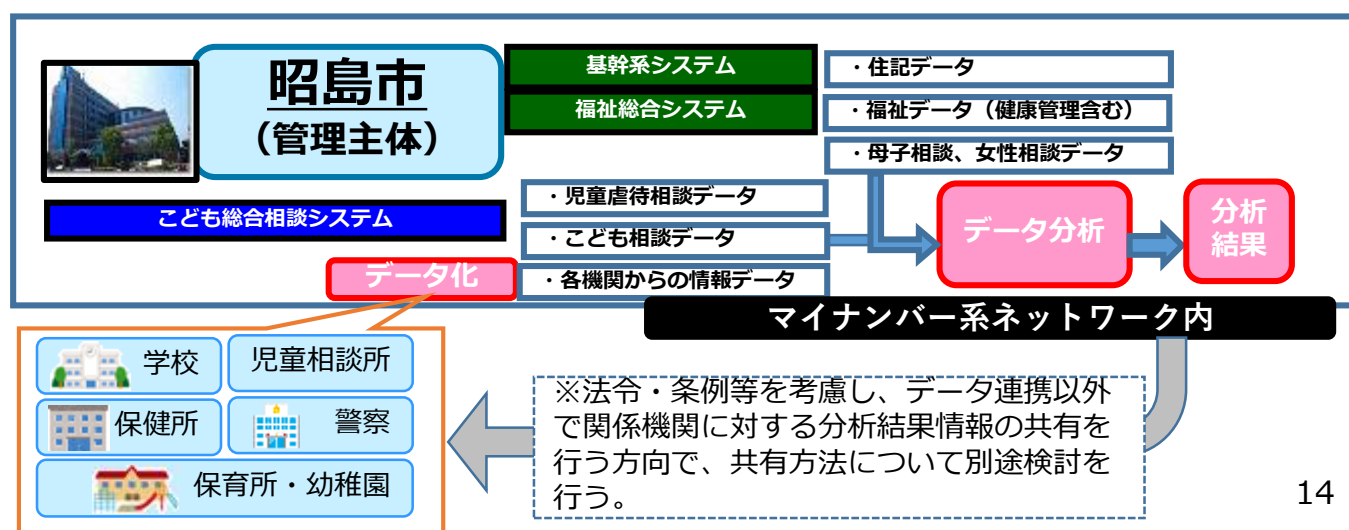 昭島市
（管理主体）
基幹系システム
福祉総合システム
・住記データ
・福祉データ（健康管理含む）
・母子相談、女性相談データ
こども総合相談システム
・児童虐待相談データ
・こども相談データ
・各機関からの情報データ
データ化
データ分析
分析
結果
マイナンバー系ネットワーク内
学校
児童相談所
保健所
警察
保育所・幼稚園
※法令・条例等を考慮し、データ連携以外
で関係機関に対する分析結果情報の共有を
行う方向で、共有方法について別途検討を
行う。
14